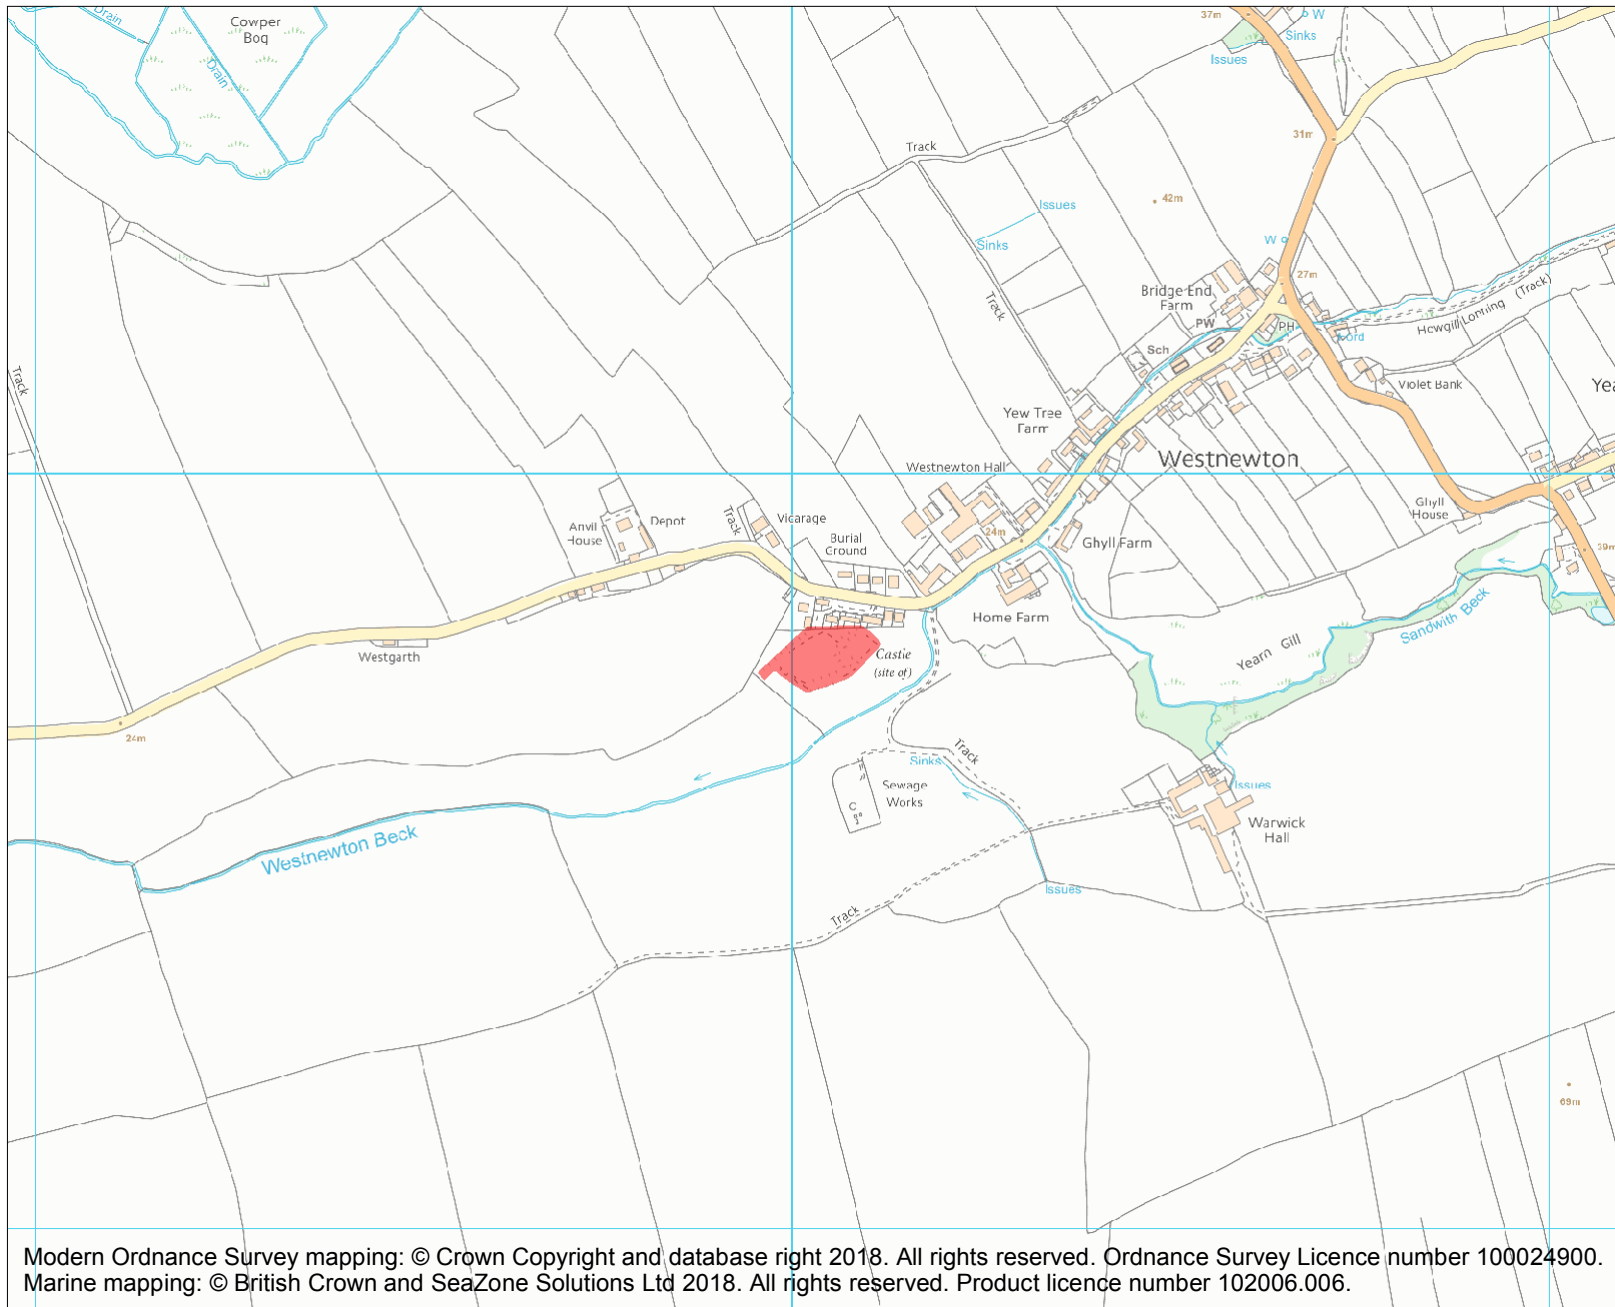 Drain
Cowper
Bog
Drain
37m
W
Sinks
Issues
31m
Track
42m
Issues
Sinks
W
27m
Track
Bridge End
Farm
PW
PH
Sch
Howgill Lonning (Track)
Violet Bank
Track
Yew Tree
Farm
Westnewton
Westnewton Hall
Anvil
House
Depot
Track
Vicarage
Burial
Ground
24m
Ghyll Farm
Ghyll
House
39m
Home Farm
Sandwith Beck
Yearn Gill
Westgarth
Castle
(site of)
24m
Track
Sinks
Sewage
Works
Issues
Warwick
Hall
Westnewton Beck
Issues
Track
69m
Modern Ordnance Survey mapping: © Crown Copyright and database right 2018. All rights reserved. Ordnance Survey Licence number 100024900.
Marine mapping: © British Crown and SeaZone Solutions Ltd 2018. All rights reserved. Product licence number 102006.006.